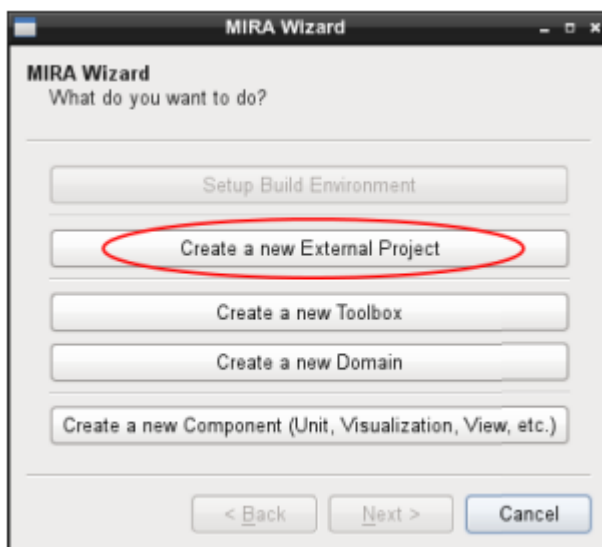 MIRA Wizard
MIRA Wizard
What do you want to do?
Setup Build Environment
Create a new External Project
Create a new Toolbox
Create a new Domain
Create a new Component (Unit, Visualization, View, etc.)
< Back Next > Cancel